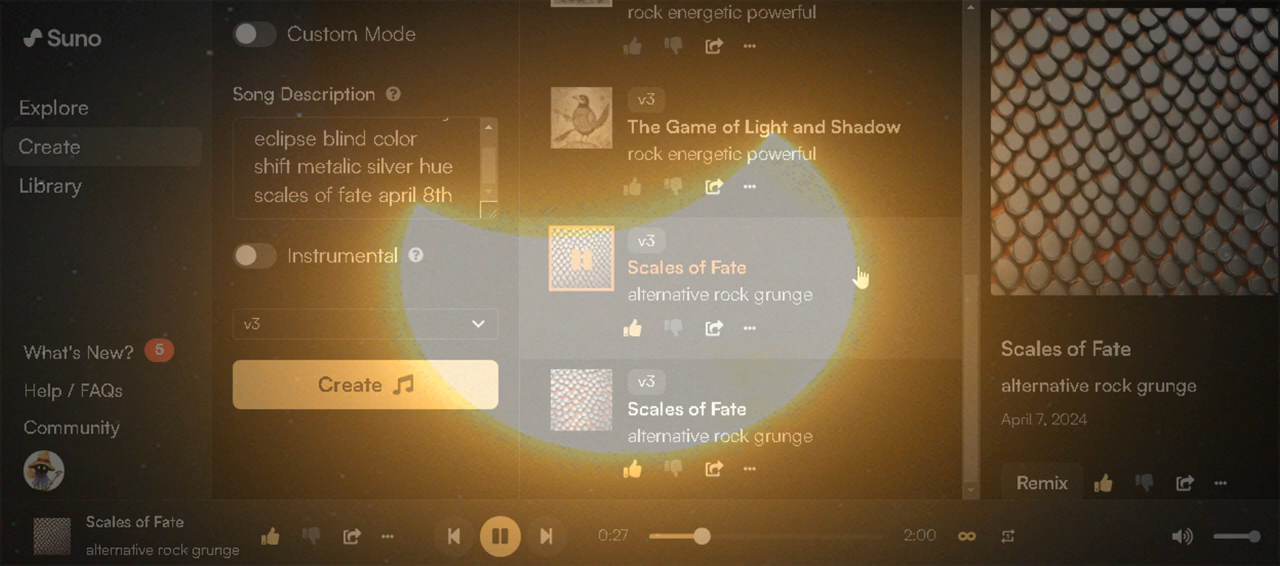 Suno
Explore
Create
Library
What's New? 5
Help / FAQs
Community
Custom Mode
Song Description ?
eclipse blind color
shift metalic silver hue
scales of fate april 8th
Instrumental ?
v3
Create
rock energetic powerful
v3
The Game of Light and Shadow
rock energetic powerful
v3
Scales of Fate
alternative rock grunge
v3
Scales of Fate
alternative rock grunge
Scales of Fate
alternative rock grunge
April 7, 2024
Remix
Scales of Fate
alternative rock grunge
0:27
2:00